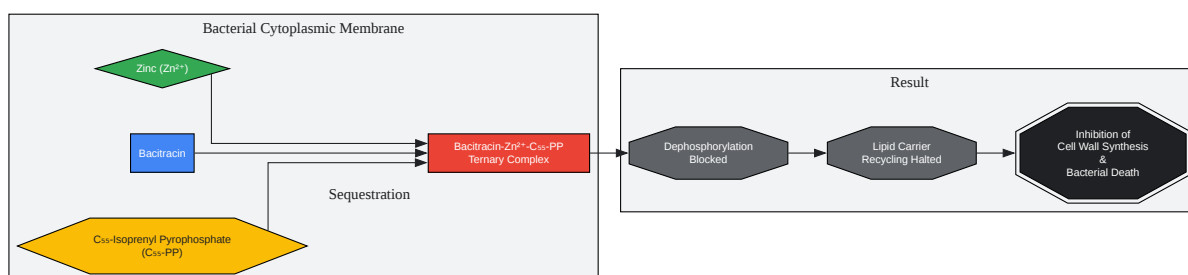 Bacterial Cytoplasmic Membrane
Zinc (Zn²⁺)
Bacitracin
C₅₅-Isoprenyl Pyrophosphate
(C₅₅-PP)
Sequestration
Bacitracin-Zn²⁺-C₅₅-PP
Ternary Complex
Result
Dephosphorylation
Blocked
Lipid Carrier
Recycling Halted
Inhibition of
Cell Wall Synthesis
&
Bacterial Death